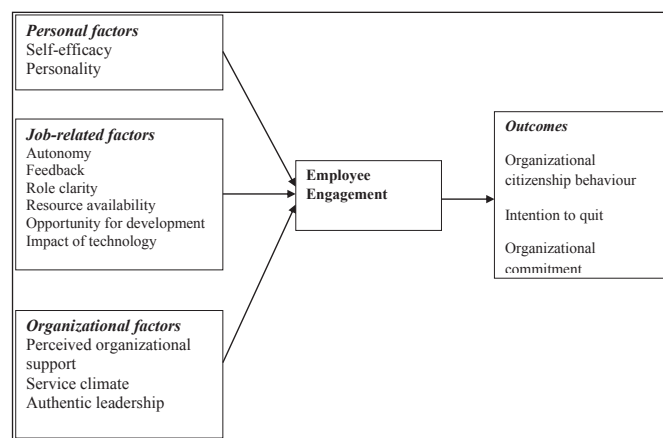 Personal factors
Self-efficacy
Personality
Job-related factors
Autonomy
Feedback
Role clarity
Resource availability
Opportunity for development
Impact of technology
Organizational factors
Perceived organizational
support
Service climate
Authentic leadership
Employee
Engagement
Outcomes
Organizational
citizenship behaviour
Intention to quit
Organizational
commitment